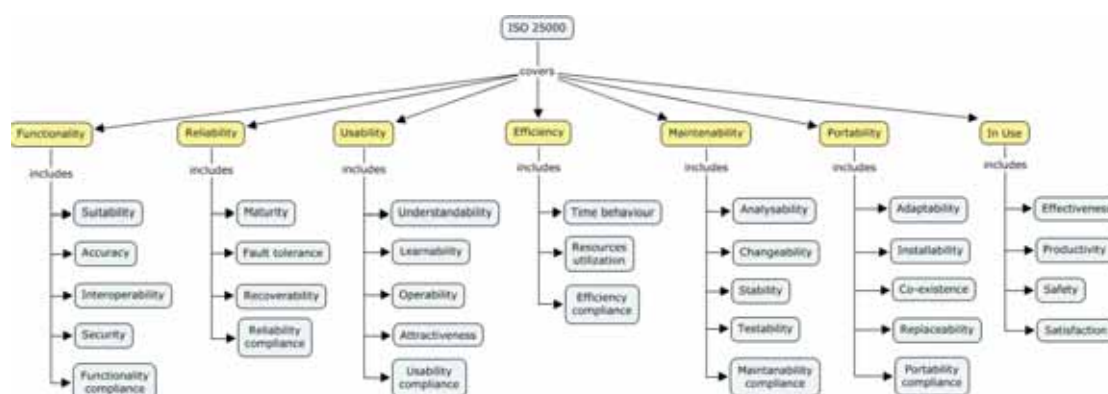 ISO 25000
covers
Functionality
Reliability
Usability
Efficiency
Maintenability
Portability
In Use
includes
includes
includes
includes
includes
includes
includes
Suitability
Accuracy
Interoperability
Security
Functionality
compliance
Maturity
Fault tolerance
Recoverability
Reliability
compliance
Understandability
Learnability
Operability
Attractiveness
Usability
compliance
Time behaviour
Resources
utilization
Efficiency
compliance
Analysability
Changeability
Stability
Testability
Maintanability
compliance
Adaptability
Installability
Co-existence
Replaceability
Portability
compliance
Effectiveness
Productivity
Safety
Satisfaction